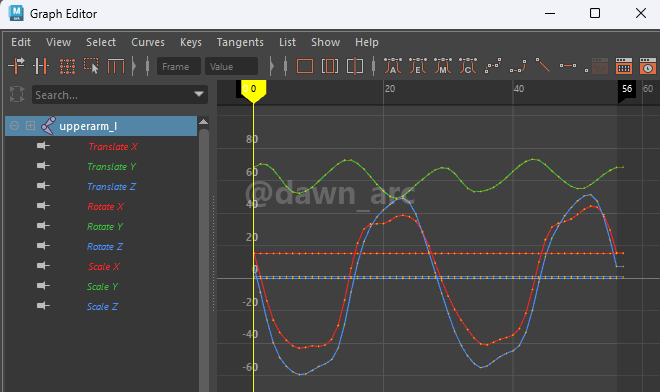 M Graph Editor
Edit View Select Curves Keys Tangents List Show Help
Frame Value A E M C
Search...
0 20 40 56 60
upperarm_l
Translate X
Translate Y
Translate Z
Rotate X
Rotate Y
Rotate Z
Scale X
Scale Y
Scale Z
80
60
@dawn_arc
40
20
0
-20
-40
-60